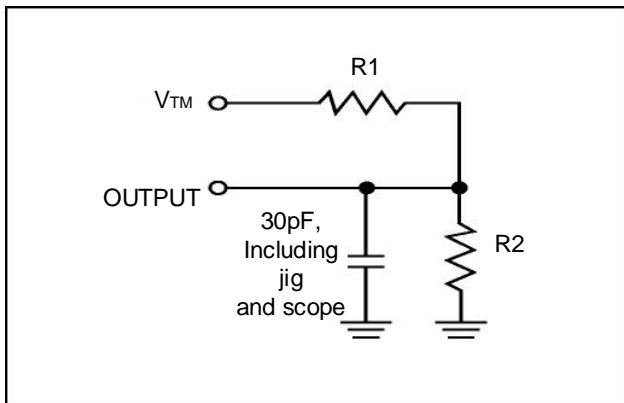 R1
VTM
OUTPUT
30pF,
Including
jig
and scope
R2